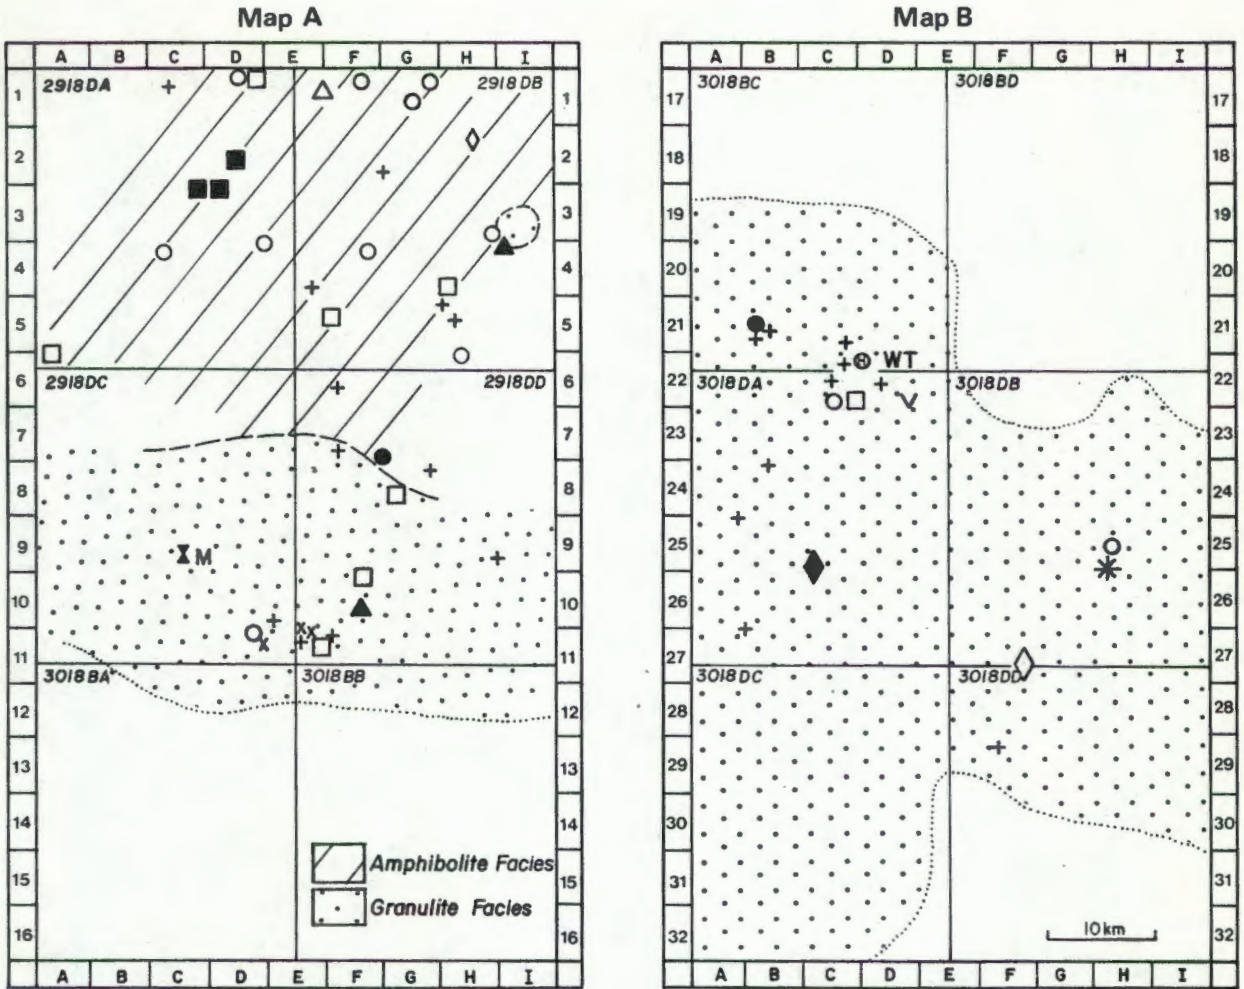 Map A
Map B
A B C D E F G H I
A B C D E F G H I
2918DA
2918DB
3018BC
3018BD
1 1
2 2
3 3
4 4
5 5
6 6
7 7
8 8
9 9
10 10
11 11
12 12
13 13
14 14
15 15
16 16
2918DC
2918DD
M
3018BA
3018BB
Amphibolite Facies
Granulite Facies
A B C D E F G H I
17 17
18 18
19 19
20 20
21 21
22 22
23 23
24 24
25 25
26 26
27 27
28 28
29 29
30 30
31 31
32 32
WT
3018DA
3018DB
3018DC
3018DD
10km
A B C D E F G H I